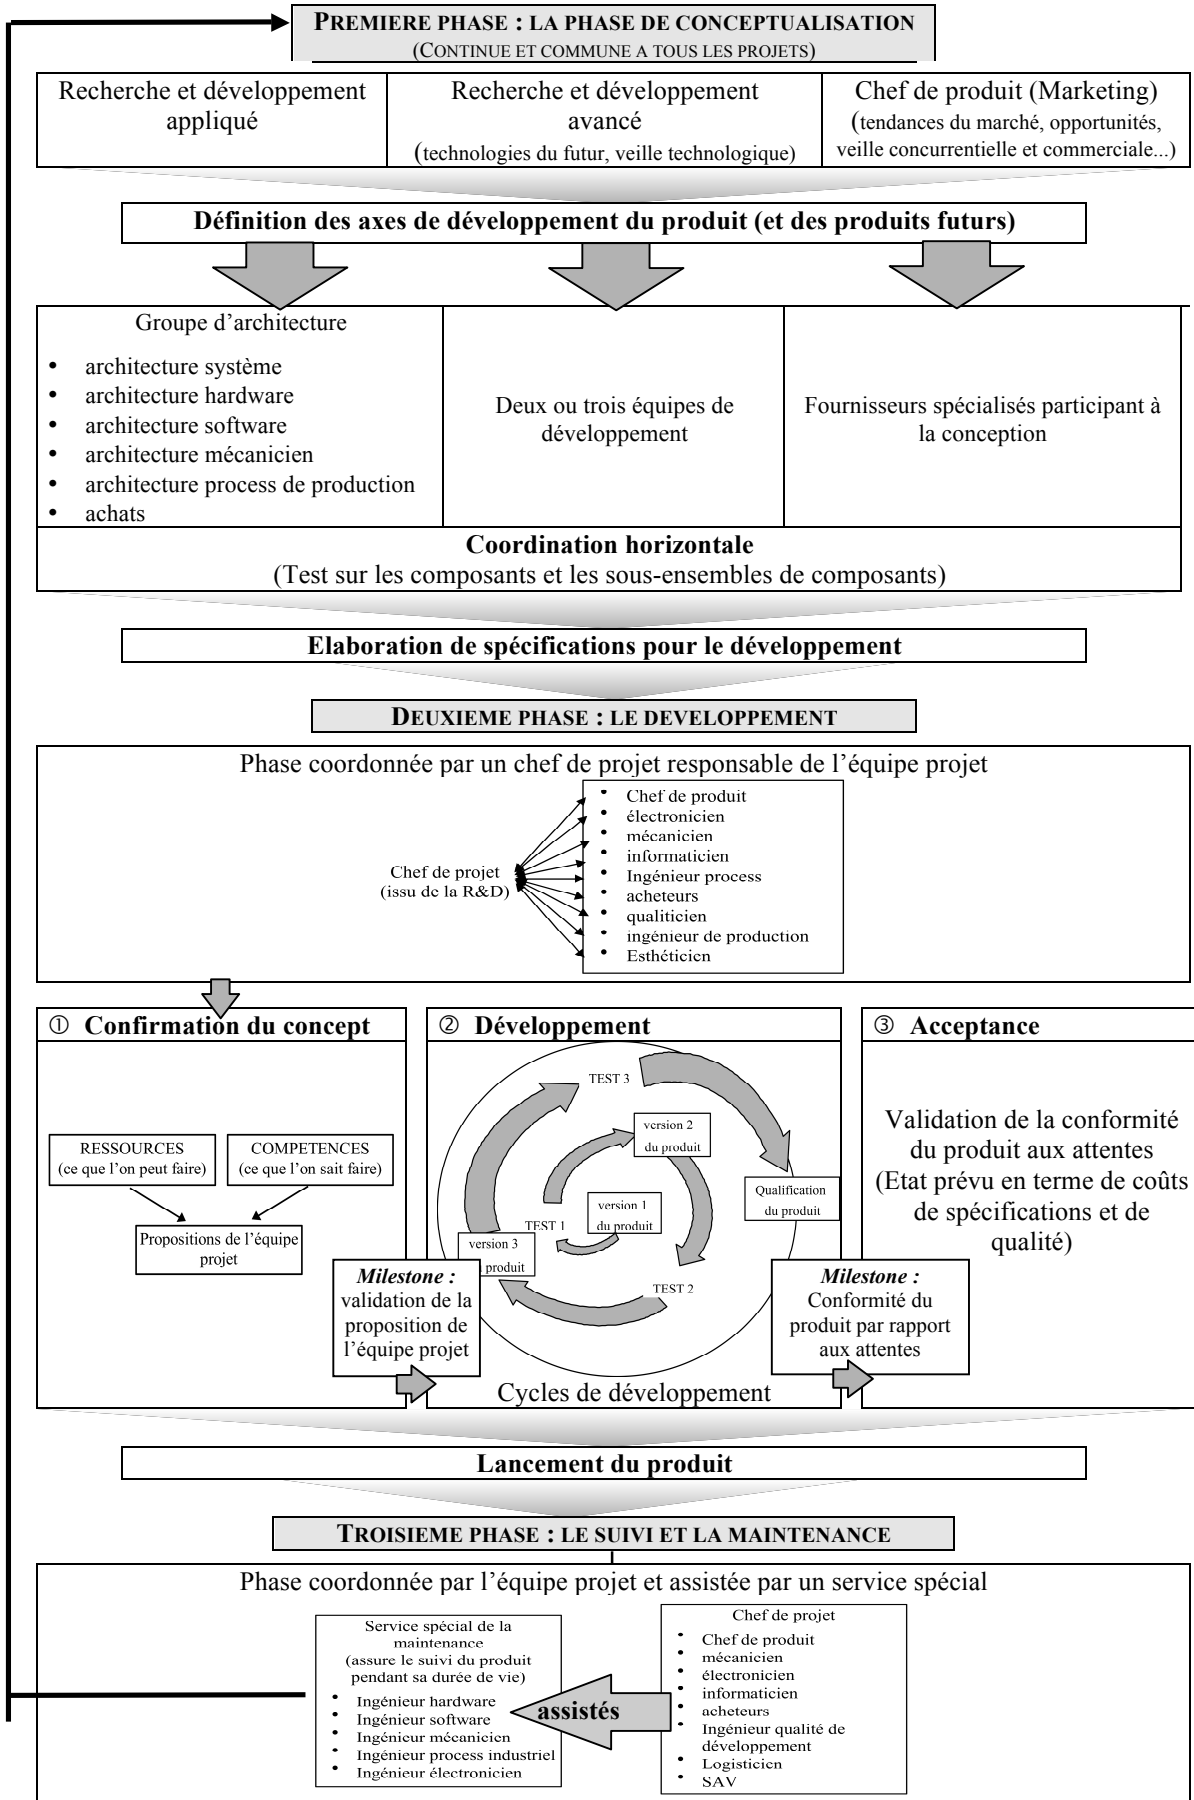 PREMIERE PHASE : LA PHASE DE CONCEPTUALISATION
(CONTINUE ET COMMUNE A TOUS LES PROJETS)
Recherche et développement
appliqué
Recherche et développement
avancé
(technologies du futur, veille technologique)
Chef de produit (Marketing)
(tendances du marché, opportunités,
veille concurrentielle et commerciale...)
Définition des axes de développement du produit (et des produits futurs)
Groupe d’architecture
• architecture système
• architecture hardware
• architecture software
• architecture mécanicien
• architecture process de production
• achats
Deux ou trois équipes de
développement
Fournisseurs spécialisés participant à
la conception
Coordination horizontale
(Test sur les composants et les sous-ensembles de composants)
Elaboration de spécifications pour le développement
DEUXIEME PHASE : LE DEVELOPPEMENT
Phase coordonnée par un chef de projet responsable de l’équipe projet
Chef de projet
(issu de la R&D)
• Chef de produit
• électronicien
• mécanicien
• informaticien
• Ingénieur process
• acheteurs
• qualiticien
• ingénieur de production
• Esthéticien
① Confirmation du concept
RESSOURCES
(ce que l’on peut faire)
COMPETENCES
(ce que l’on sait faire)
Propositions de l’équipe
projet
Milestone :
validation de la
proposition de
l’équipe projet
② Développement
TEST 3
version 2
du produit
Qualification
du produit
version 1
du produit
TEST 1
version 3
produit
TEST 2
Cycles de développement
Milestone :
Conformité du
produit par rapport
aux attentes
③ Acceptance
Validation de la conformité
du produit aux attentes
(Etat prévu en terme de coûts
de spécifications et de
qualité)
Lancement du produit
TROISIEME PHASE : LE SUIVI ET LA MAINTENANCE
Phase coordonnée par l’équipe projet et assistée par un service spécial
Service spécial de la
maintenance
(assure le suivi du produit
pendant sa durée de vie)
• Ingénieur hardware
• Ingénieur software
• Ingénieur mécanicien
• Ingénieur process industriel
• Ingénieur électronicien
assistés
Chef de projet
• Chef de produit
• mécanicien
• électronicien
• informaticien
• acheteurs
• Ingénieur qualité de
développement
• Logisticien
• SAV